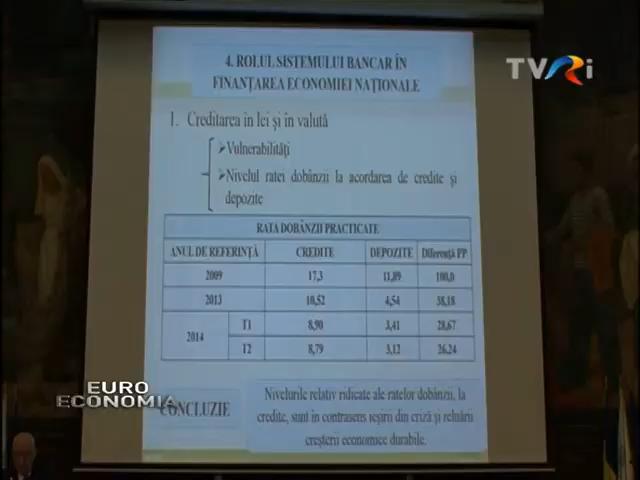 4. ROLUL SISTEMULUI BANCAR ÎN
FINANȚAREA ECONOMIEI NAȚIONALE
TVRi
1. Creditarea în lei și în valută
Vulnerabilități
Nivelul ratei dobânzii la acordarea de credite și
depozite
RATA DOBÂNZII PRACTICATE
ANUL DE REFERINȚĂ CREDITE DEPOZITE Diferență PP
2009 17,3 11,89 100,0
2013 10,52 4,54 38,18
2014 T1 8,90 3,41 28,67
T2 8,79 3,12 26,24
EURO
ECONOMIA
CONCLUZIE
Nivelurile relativ ridicate ale ratelor dobânzii, la
credite, sunt în contrasens ieșirii din criză și reluării
creșterii economice durabile.